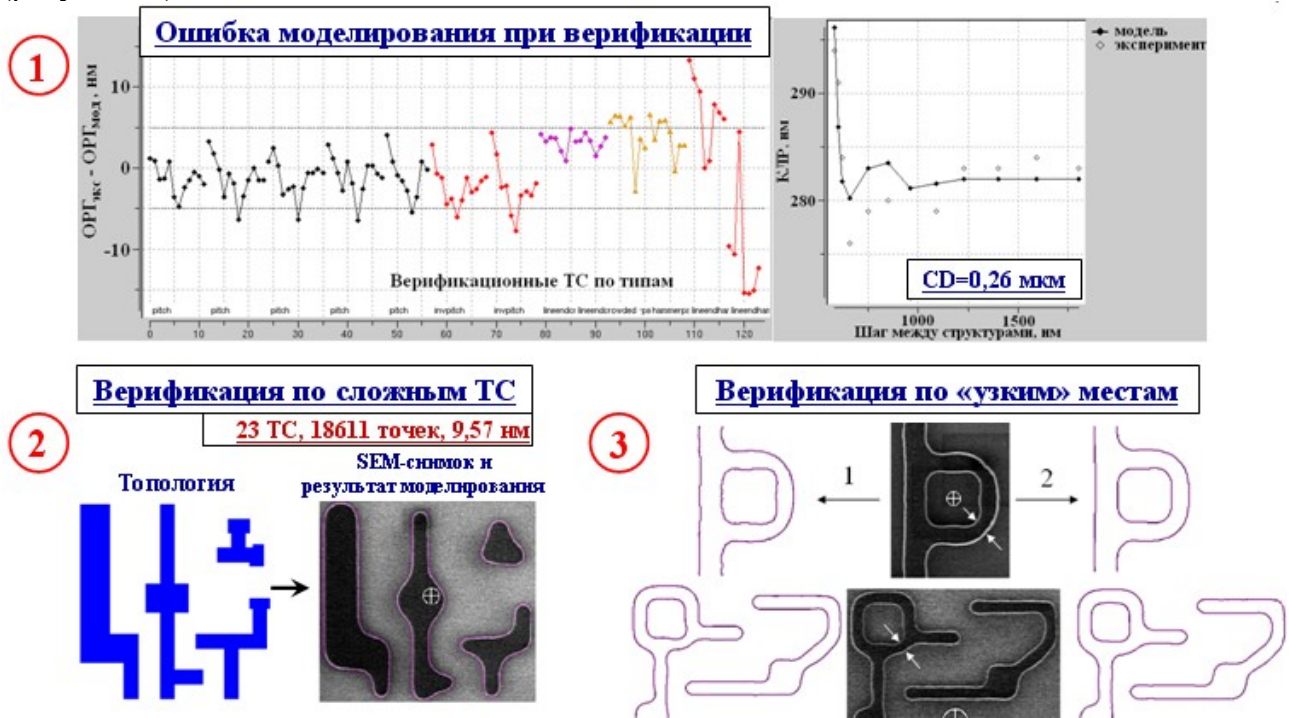 1
Ошибка моделирования при верификации
ОРГэкс - ОРГмод, нм
10
0
-10
Верификационные ТС по типам
pitch pitch pitch pitch pitch invpitch invpitch
0 10 20 30 40 50 60 70 80 90 100 110 120
модель
эксперимент
КЛР, нм
290
280
CD=0,26 мкм
1000 1500
Шаг между структурами, нм
2
Верификация по сложным ТС
23 ТС, 18611 точек, 9,57 нм
Топология
SEM-снимок и
результат моделирования
3
Верификация по «узким» местам
1
2